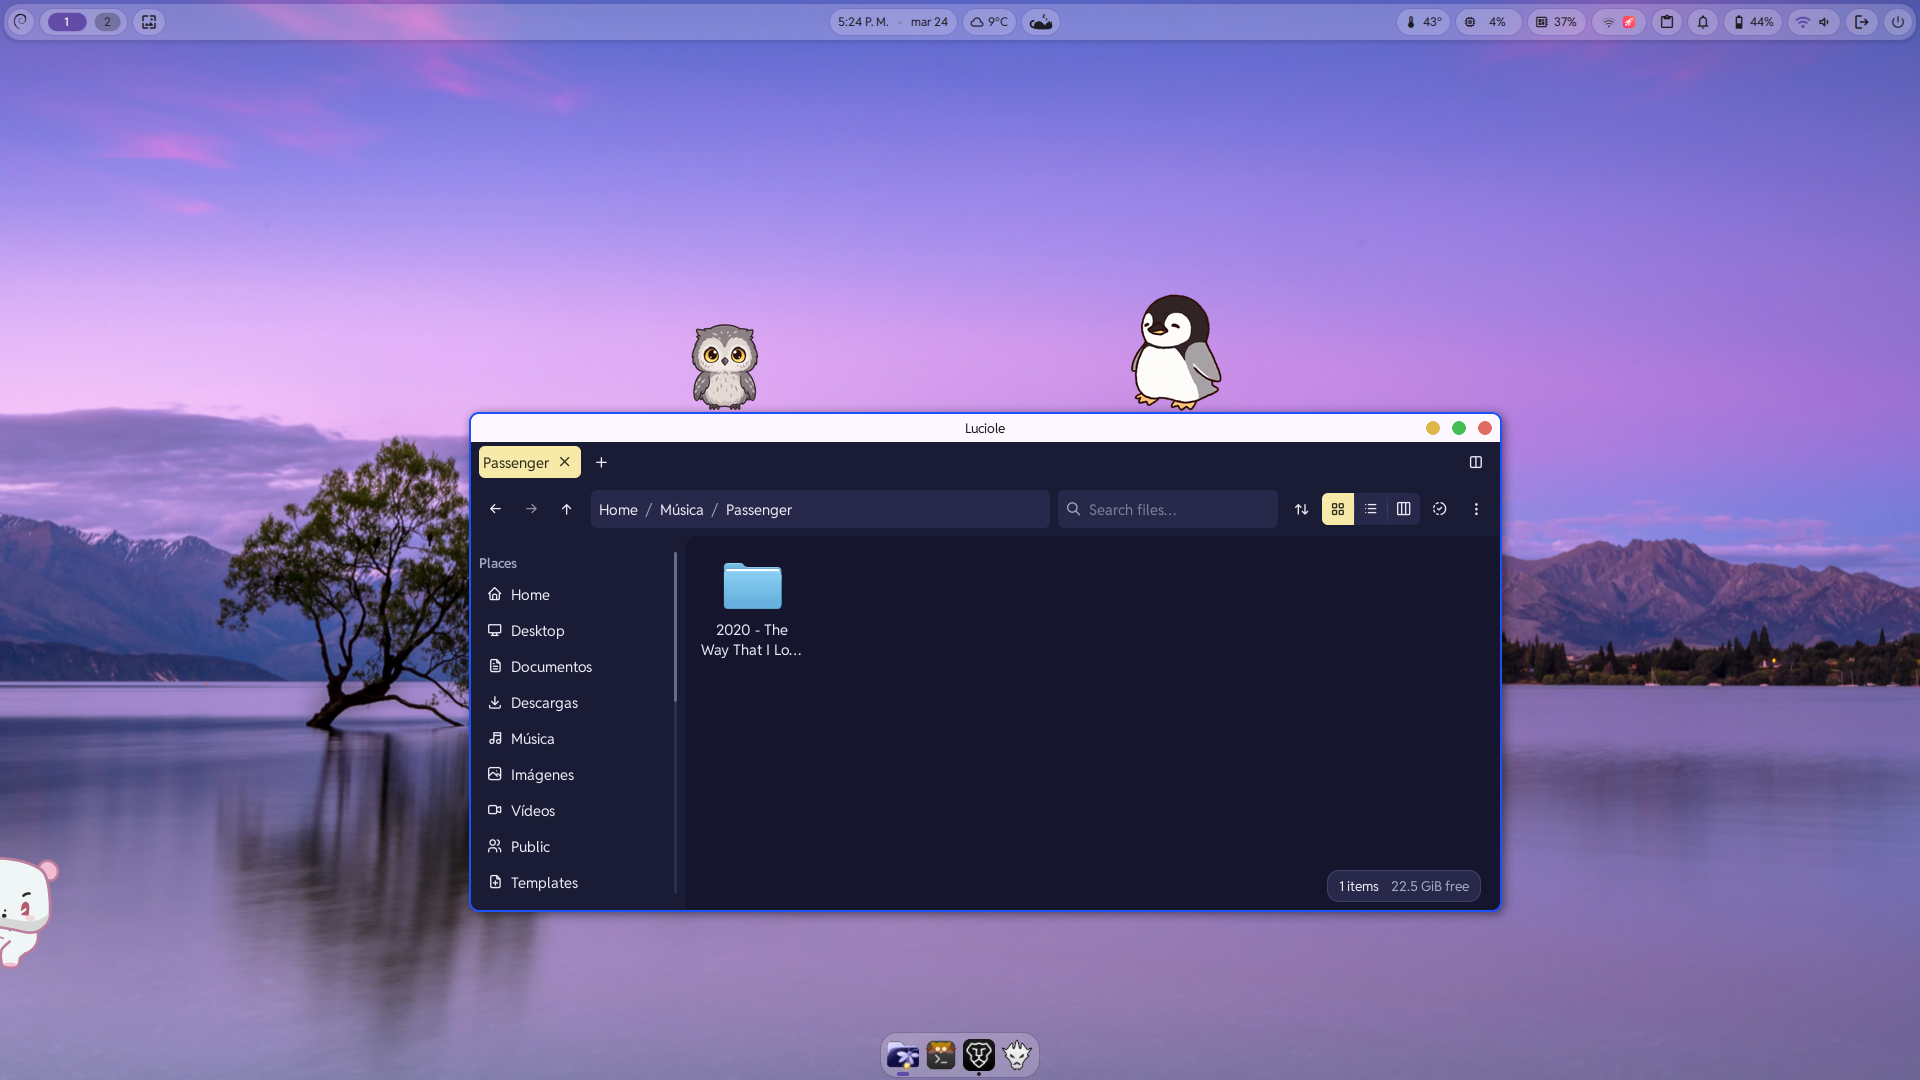 1
2
5:24 P. M. · mar 24
9°C
43°
4%
37%
44%
Luciole
Passenger
Home / Música / Passenger
Search files...
Places
Home
Desktop
Documentos
Descargas
Música
Imágenes
Vídeos
Public
Templates
2020 - The
Way That I Lo...
1 items 22.5 GiB free